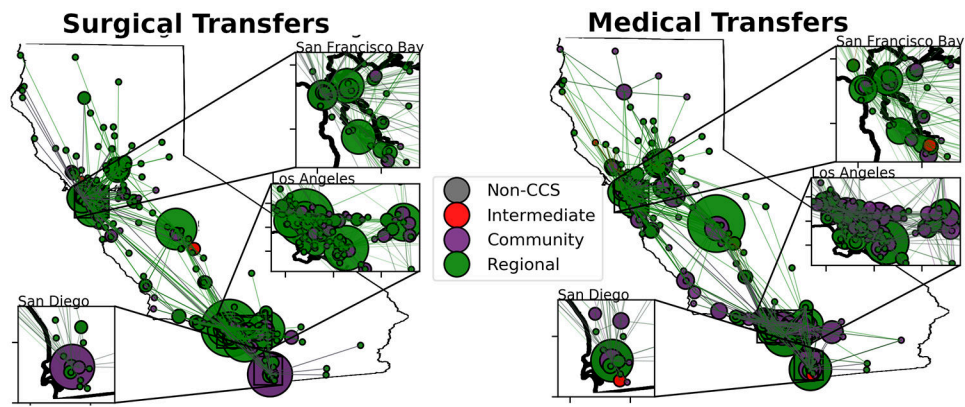 Surgical Transfers
Medical Transfers
San Francisco Bay
San Francisco Bay
Los Angeles
Los Angeles
Non-CCS
Intermediate
Community
Regional
San Diego
San Diego